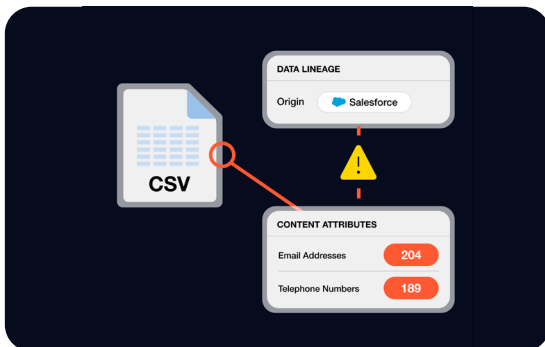 CSV
DATA LINEAGE
Origin Salesforce
CONTENT ATTRIBUTES
Email Addresses 204
Telephone Numbers 189